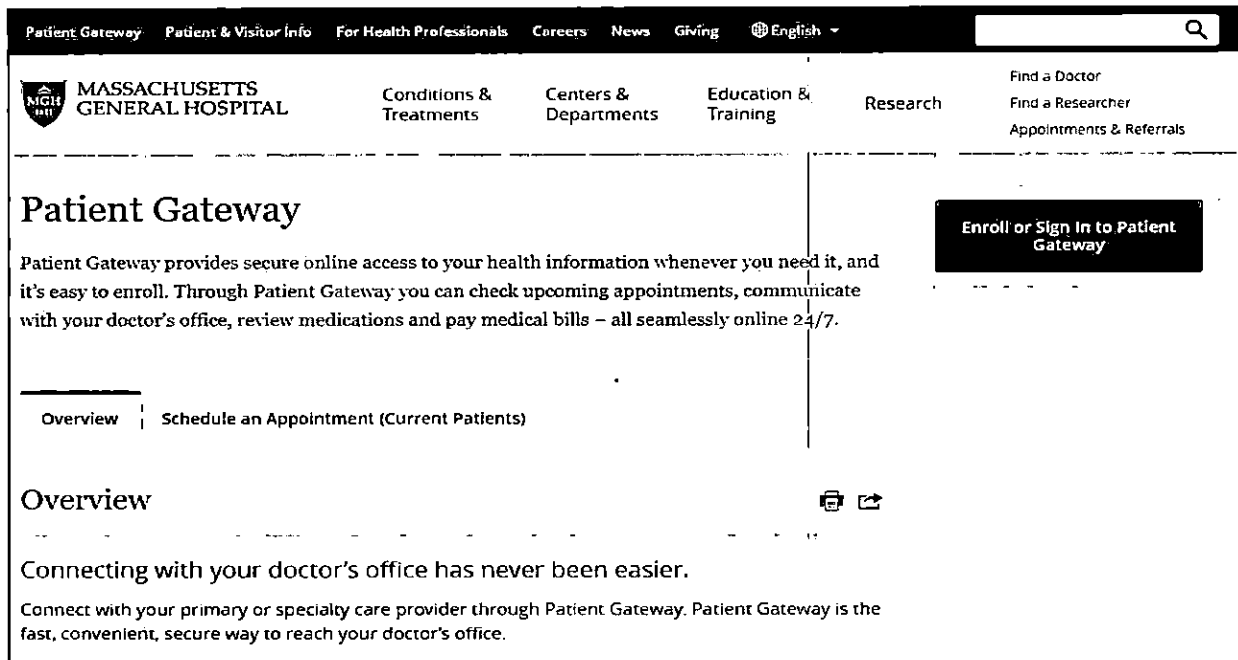 Patient Gateway Patient & Visitor Info For Health Professionals Careers News Giving English
MASSACHUSETTS
GENERAL HOSPITAL
MGH
1811
Conditions &
Treatments
Centers &
Departments
Education &
Training
Research
Find a Doctor
Find a Researcher
Appointments & Referrals
Patient Gateway
Patient Gateway provides secure online access to your health information whenever you need it, and
it's easy to enroll. Through Patient Gateway you can check upcoming appointments, communicate
with your doctor's office, review medications and pay medical bills – all seamlessly online 24/7.
Enroll or Sign In to Patient
Gateway
Overview Schedule an Appointment (Current Patients)
Overview
Connecting with your doctor's office has never been easier.
Connect with your primary or specialty care provider through Patient Gateway. Patient Gateway is the
fast, convenient, secure way to reach your doctor's office.